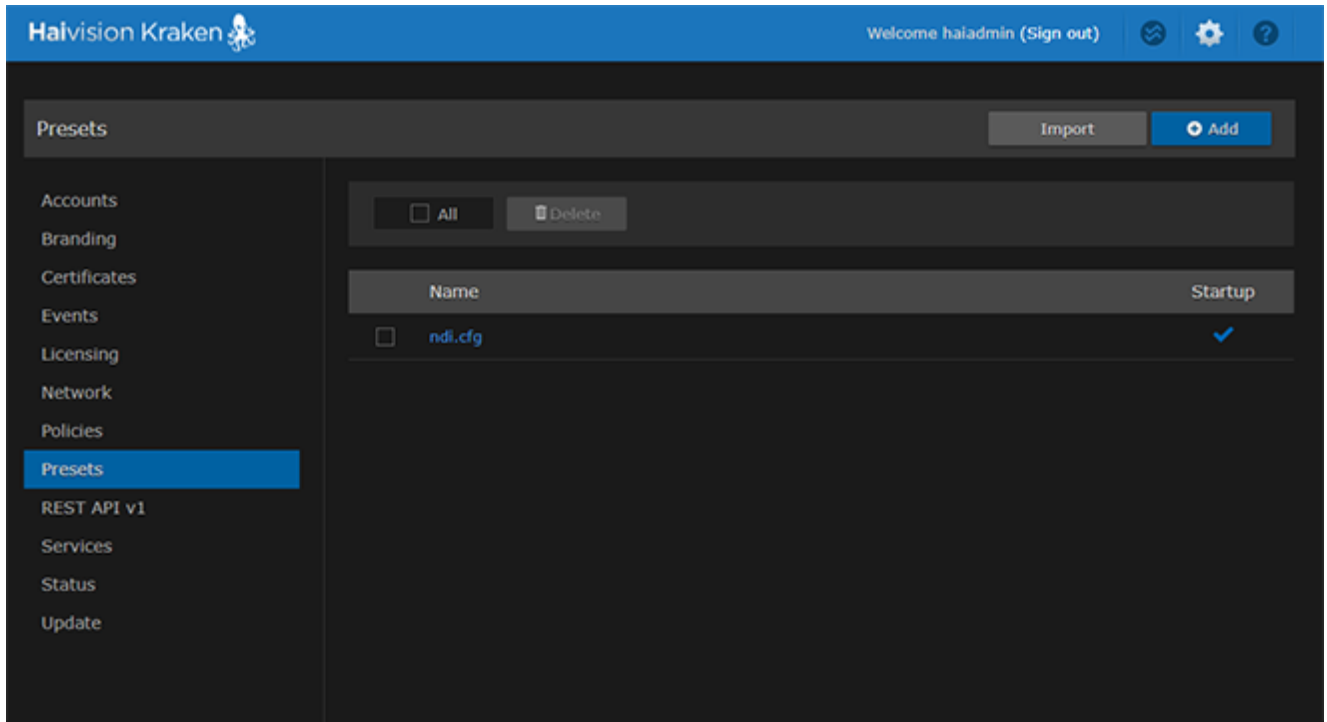 Haivision Kraken
Welcome haiadmin (Sign out)
?
Presets
Import
Add
Accounts
Branding
Certificates
Events
Licensing
Network
Policies
Presets
REST API v1
Services
Status
Update
All
Delete
Name Startup
ndi.cfg